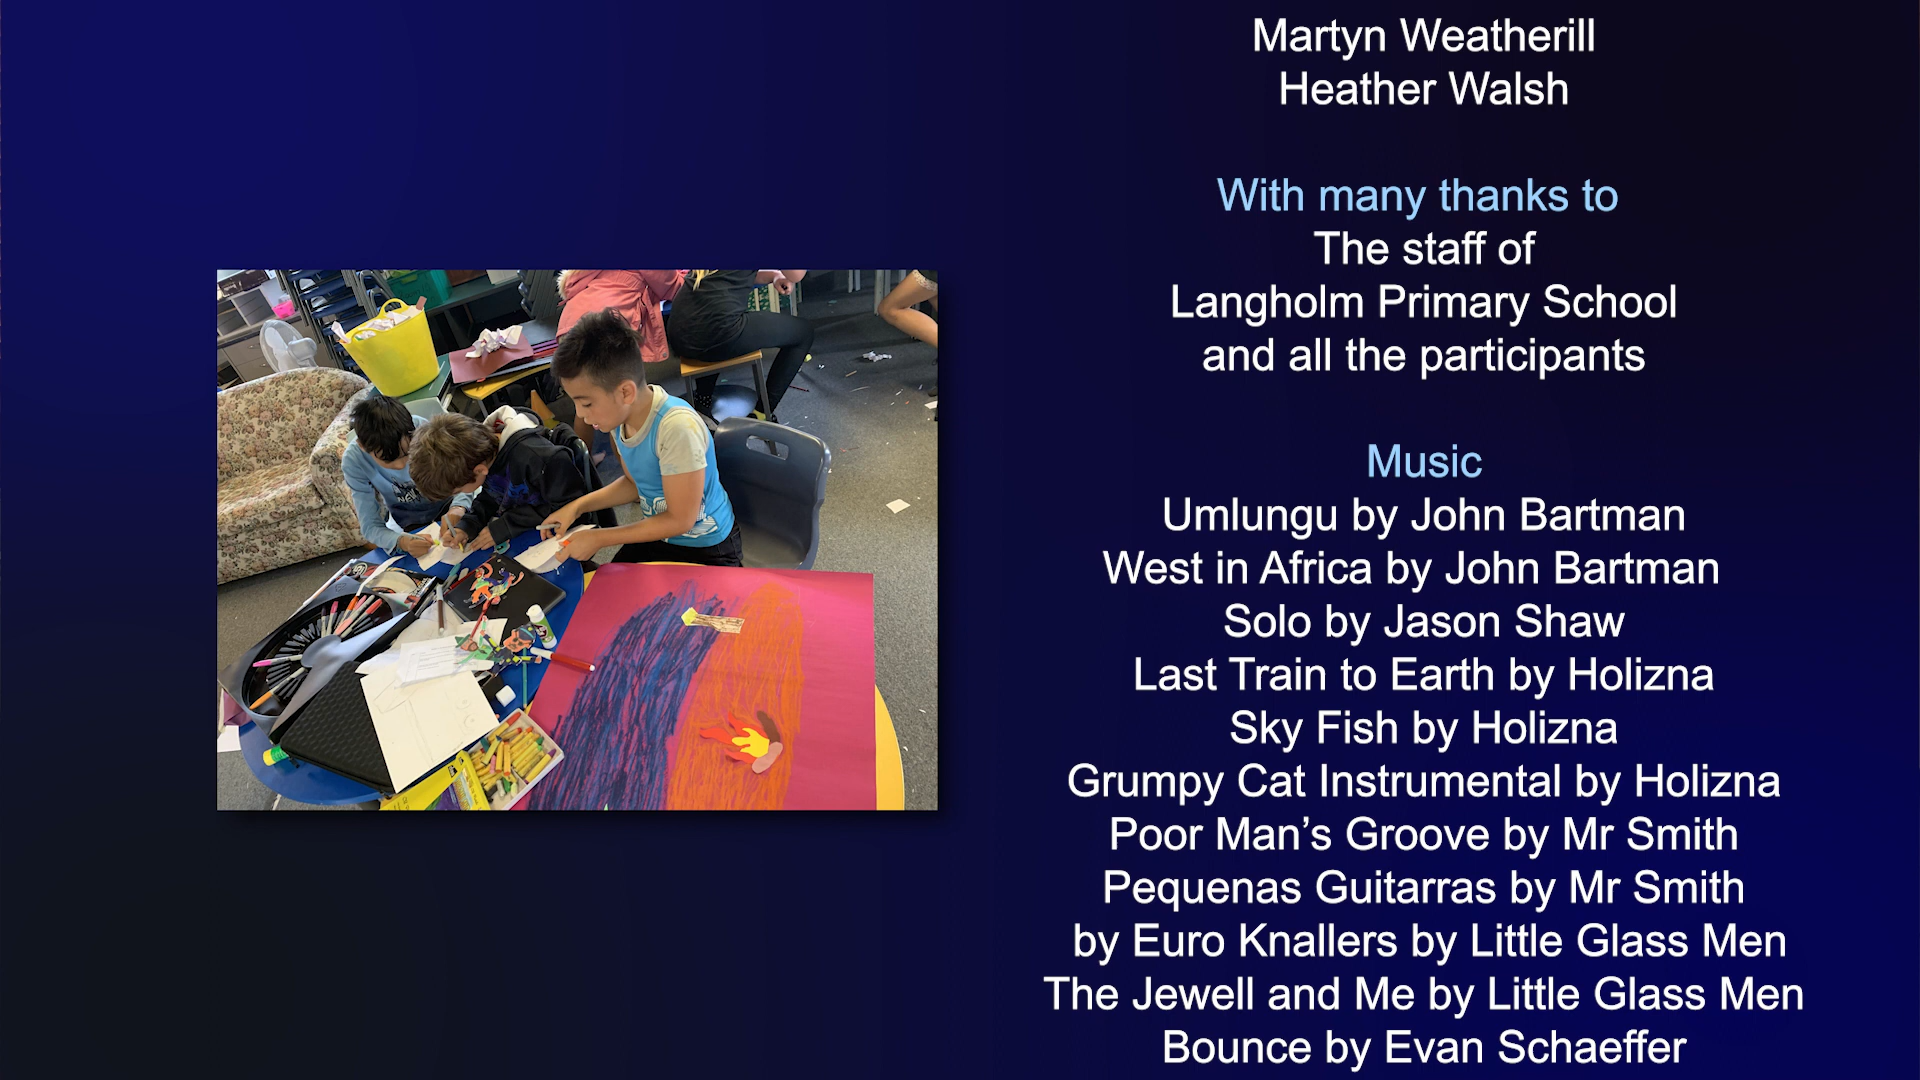 Martyn Weatherill
Heather Walsh
With many thanks to
The staff of
Langholm Primary School
and all the participants
Music
Umlungu by John Bartman
West in Africa by John Bartman
Solo by Jason Shaw
Last Train to Earth by Holizna
Sky Fish by Holizna
Grumpy Cat Instrumental by Holizna
Poor Man’s Groove by Mr Smith
Pequenas Guitarras by Mr Smith
by Euro Knallers by Little Glass Men
The Jewell and Me by Little Glass Men
Bounce by Evan Schaeffer